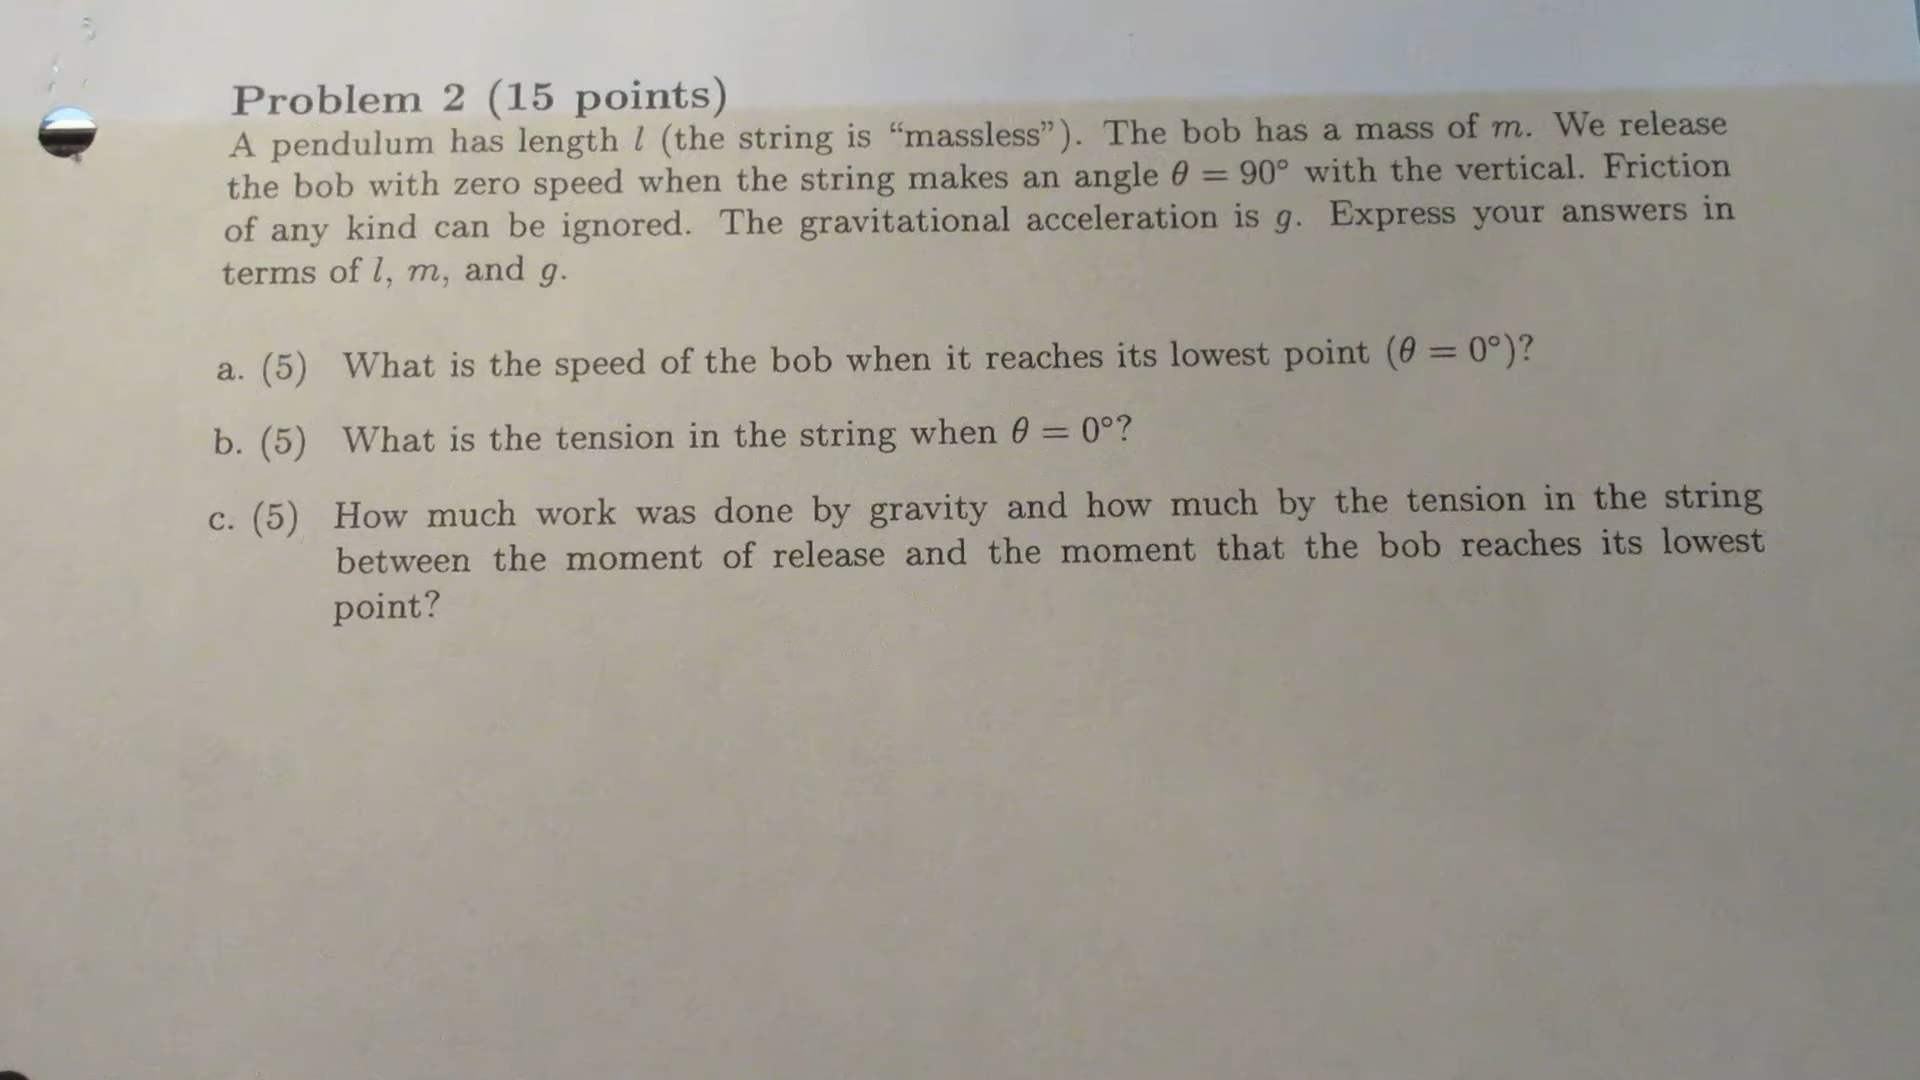 Problem 2 (15 points)
A pendulum has length l (the string is “massless”). The bob has a mass of m. We release
the bob with zero speed when the string makes an angle θ = 90° with the vertical. Friction
of any kind can be ignored. The gravitational acceleration is g. Express your answers in
terms of l, m, and g.
a. (5) What is the speed of the bob when it reaches its lowest point (θ = 0°)?
b. (5) What is the tension in the string when θ = 0°?
c. (5) How much work was done by gravity and how much by the tension in the string
between the moment of release and the moment that the bob reaches its lowest
point?